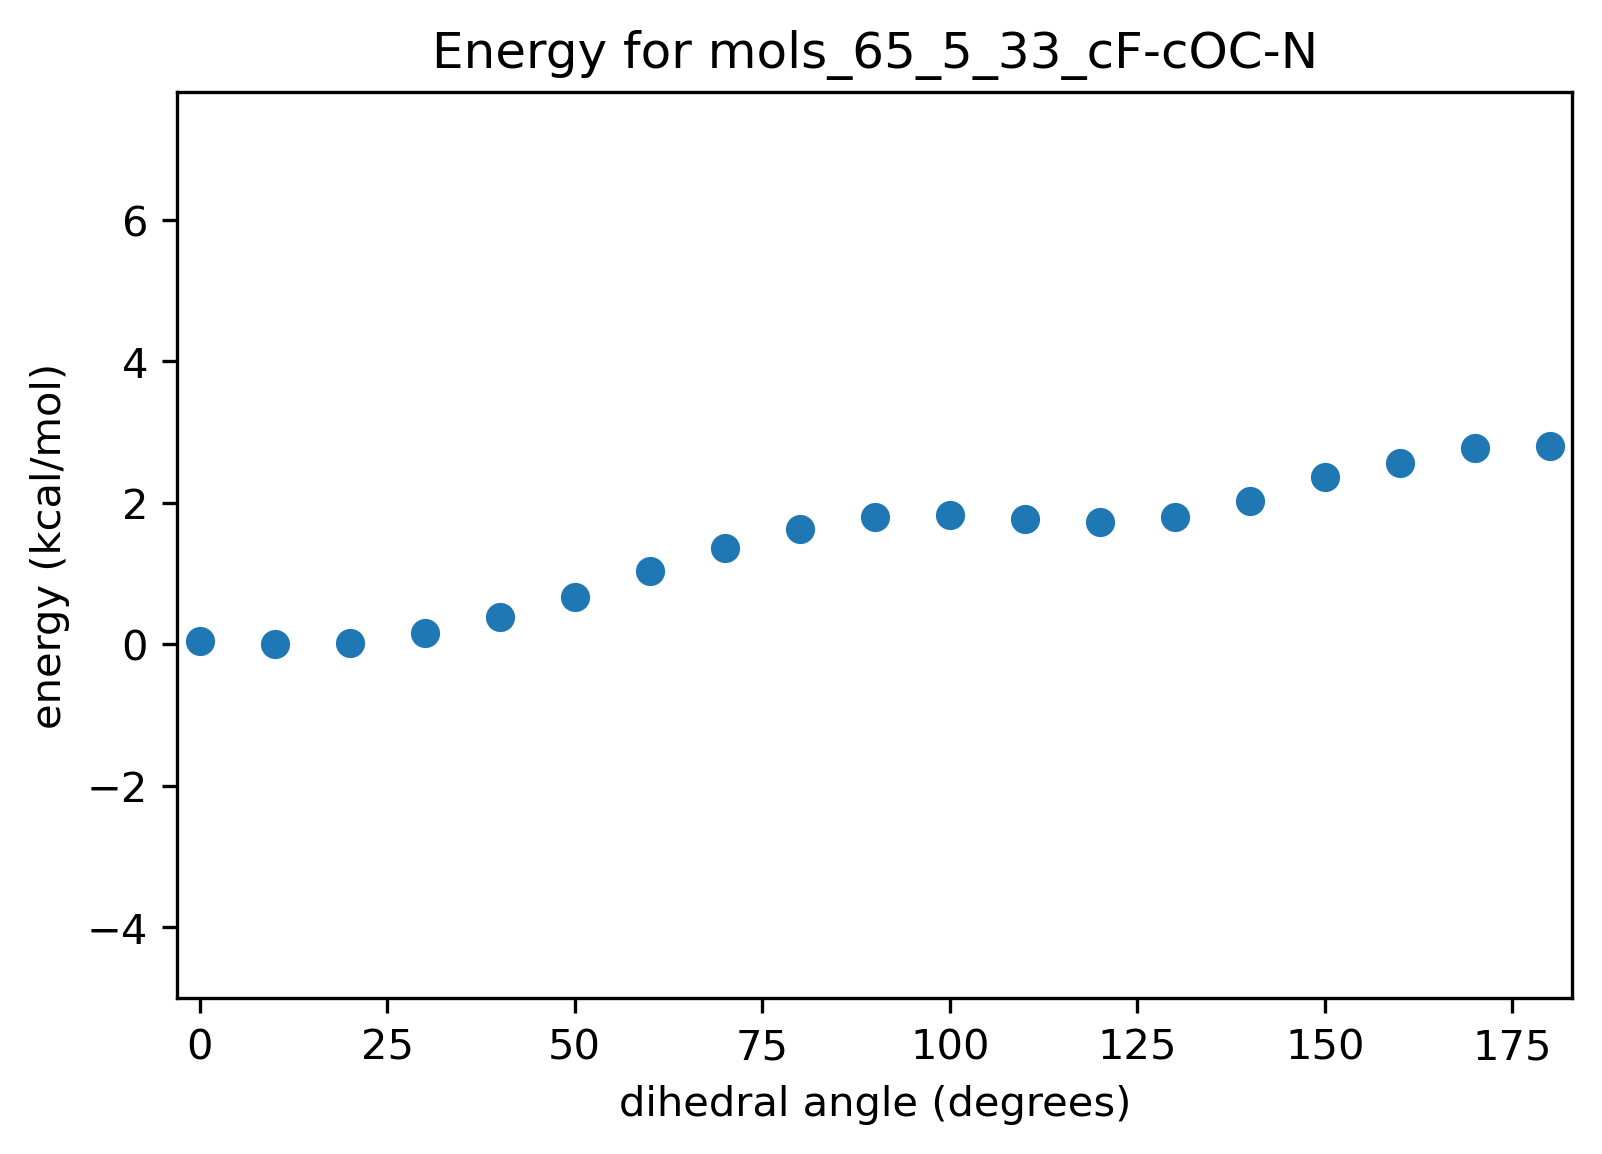 Energy for mols_65_5_33_cF-cOC-N
energy (kcal/mol)
6
4
2
0
−2
−4
0 25 50 75 100 125 150 175
dihedral angle (degrees)